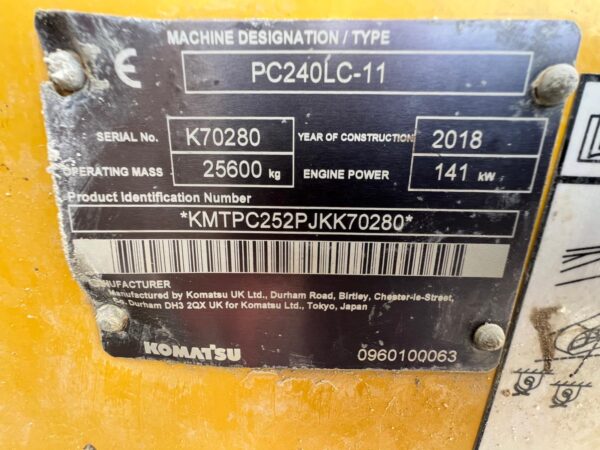 MACHINE DESIGNATION / TYPE
CE PC240LC-11
SERIAL No. K70280 YEAR OF CONSTRUCTION 2018
OPERATING MASS 25600 kg ENGINE POWER 141 kW
Product Identification Number
*KMTPC252PJKK70280*
MANUFACTURER
Manufactured by Komatsu UK Ltd., Durham Road, Birtley, Chester-le-Street,
Co. Durham DH3 2QX UK for Komatsu Ltd., Tokyo, Japan
KOMATSU 0960100063